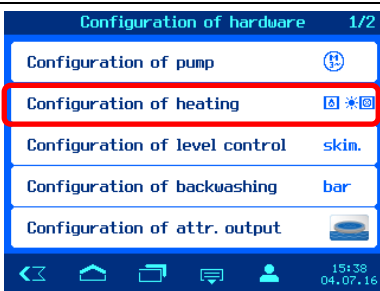 Configuration of hardware 1/2
Configuration of pump
Configuration of heating
Configuration of level control skim.
Configuration of backwashing bar
Configuration of attr. output
15:38
04.07.16